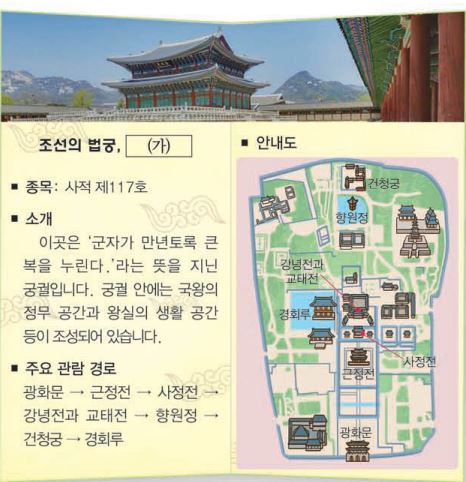 조선의 법궁, (가)
■ 종목: 사적 제117호
■ 소개
이곳은 ‘군자가 만년토록 큰
복을 누린다.’라는 뜻을 지닌
궁궐입니다. 궁궐 안에는 국왕의
정무 공간과 왕실의 생활 공간
등이 조성되어 있습니다.
■ 주요 관람 경로
광화문 → 근정전 → 사정전 →
강녕전과 교태전 → 향원정 →
건청궁 → 경회루
■ 안내도
건청궁
향원정
강녕전과
교태전
경회루
사정전
근정전
광화문